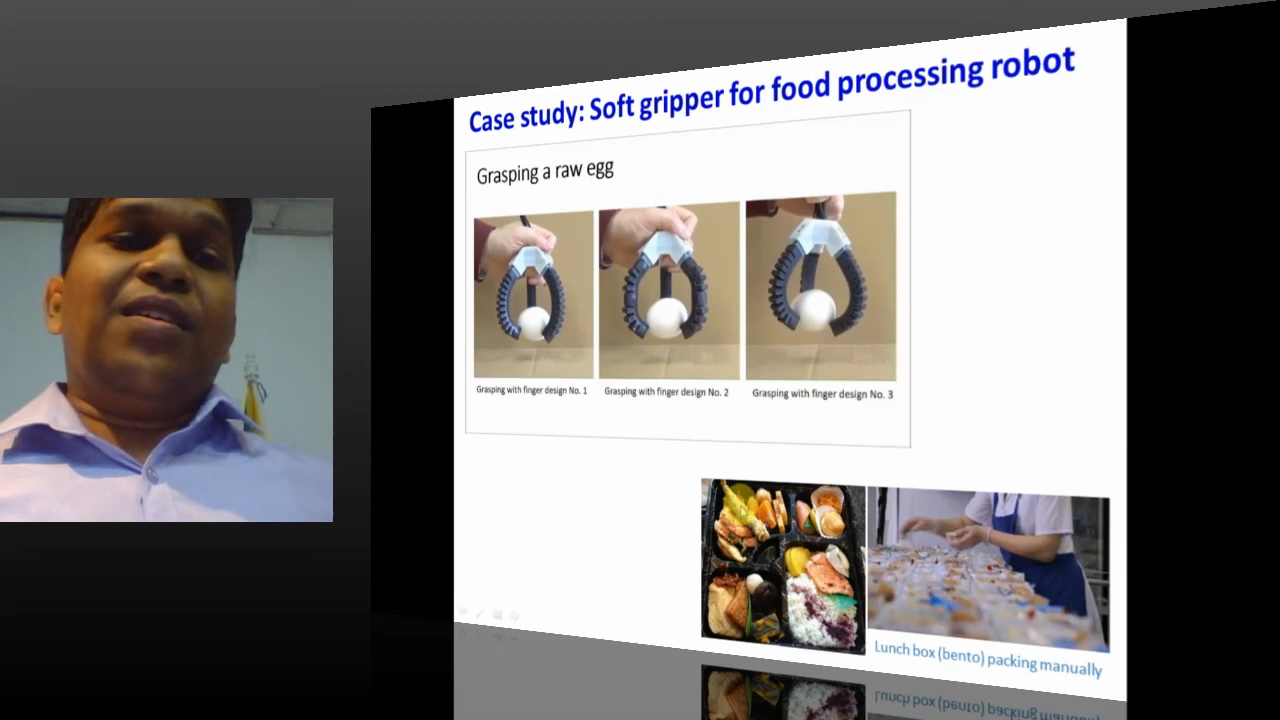 Case study: Soft gripper for food processing robot
Grasping a raw egg
Grasping with finger design No. 1
Grasping with finger design No. 2
Grasping with finger design No. 3
Lunch box (bento) packing manually